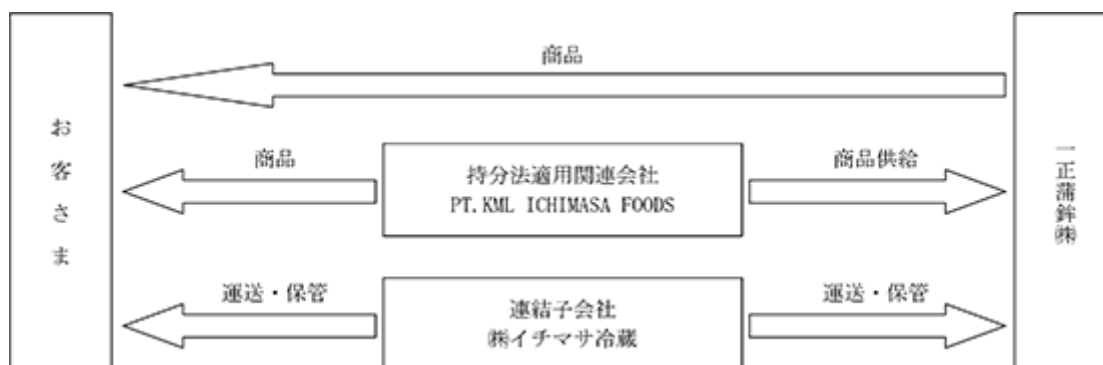 お客さま
商品
商品
持分法適用関連会社
PT.KML ICHIMASA FOODS
商品供給
運送・保管
連結子会社
㈱イチマサ冷蔵
運送・保管
一正蒲鉾㈱